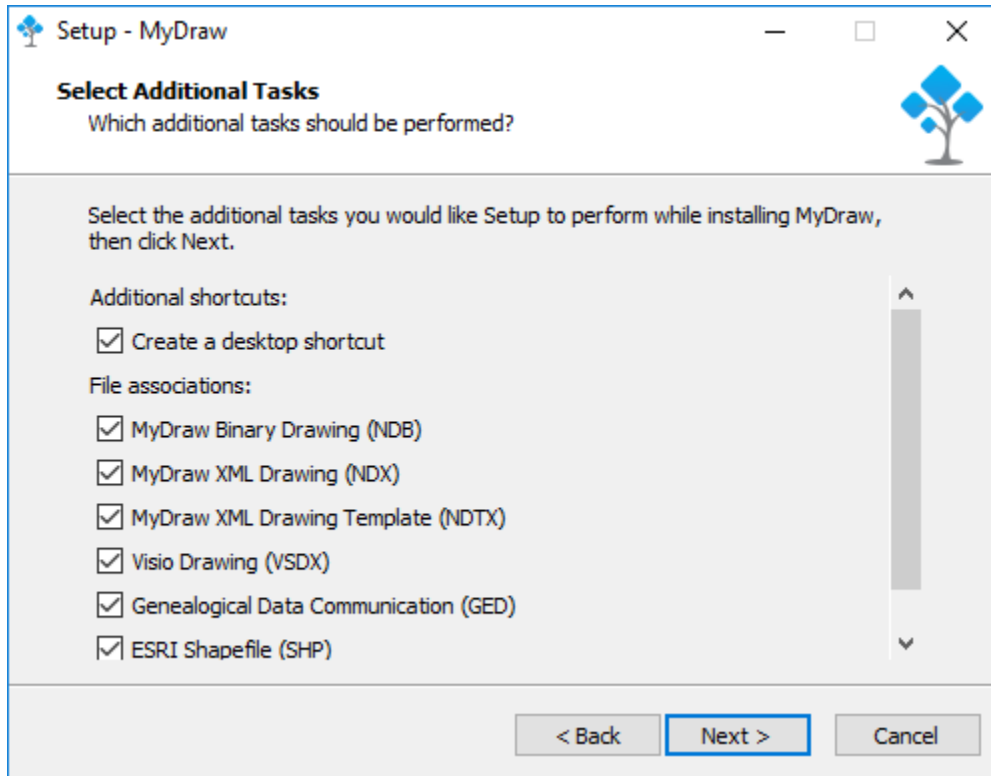 Setup - MyDraw
Select Additional Tasks
Which additional tasks should be performed?
Select the additional tasks you would like Setup to perform while installing MyDraw,
then click Next.
Additional shortcuts:
Create a desktop shortcut
File associations:
MyDraw Binary Drawing (NDB)
MyDraw XML Drawing (NDX)
MyDraw XML Drawing Template (NDTX)
Visio Drawing (VSDX)
Genealogical Data Communication (GED)
ESRI Shapefile (SHP)
< Back Next > Cancel